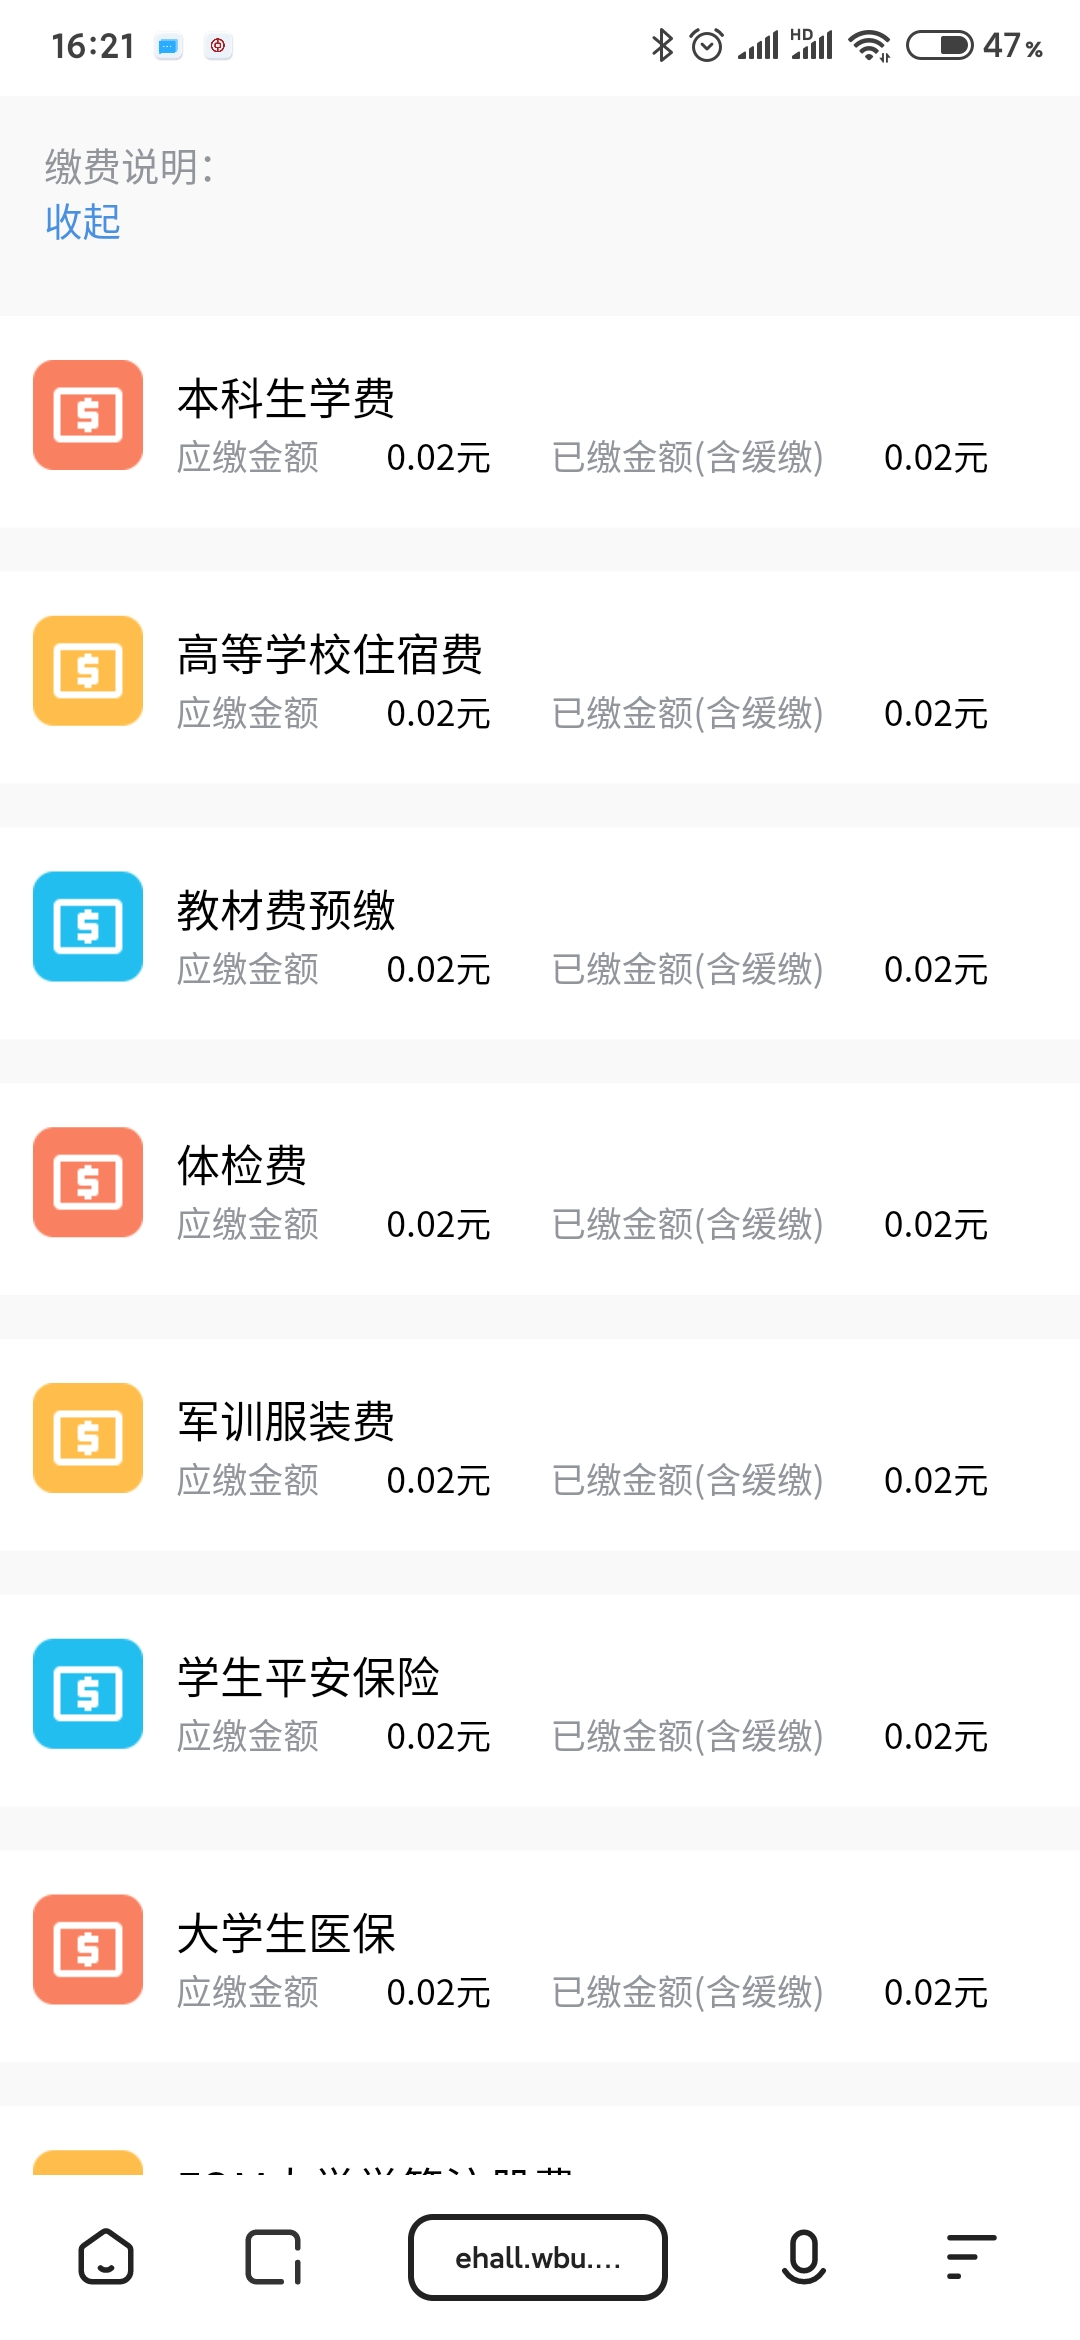 16:21
HD
47%
缴费说明：
收起
本科生学费
应缴金额 0.02元 已缴金额(含缓缴) 0.02元
高等学校住宿费
应缴金额 0.02元 已缴金额(含缓缴) 0.02元
教材费预缴
应缴金额 0.02元 已缴金额(含缓缴) 0.02元
体检费
应缴金额 0.02元 已缴金额(含缓缴) 0.02元
军训服装费
应缴金额 0.02元 已缴金额(含缓缴) 0.02元
学生平安保险
应缴金额 0.02元 已缴金额(含缓缴) 0.02元
大学生医保
应缴金额 0.02元 已缴金额(含缓缴) 0.02元
ehall.wbu....